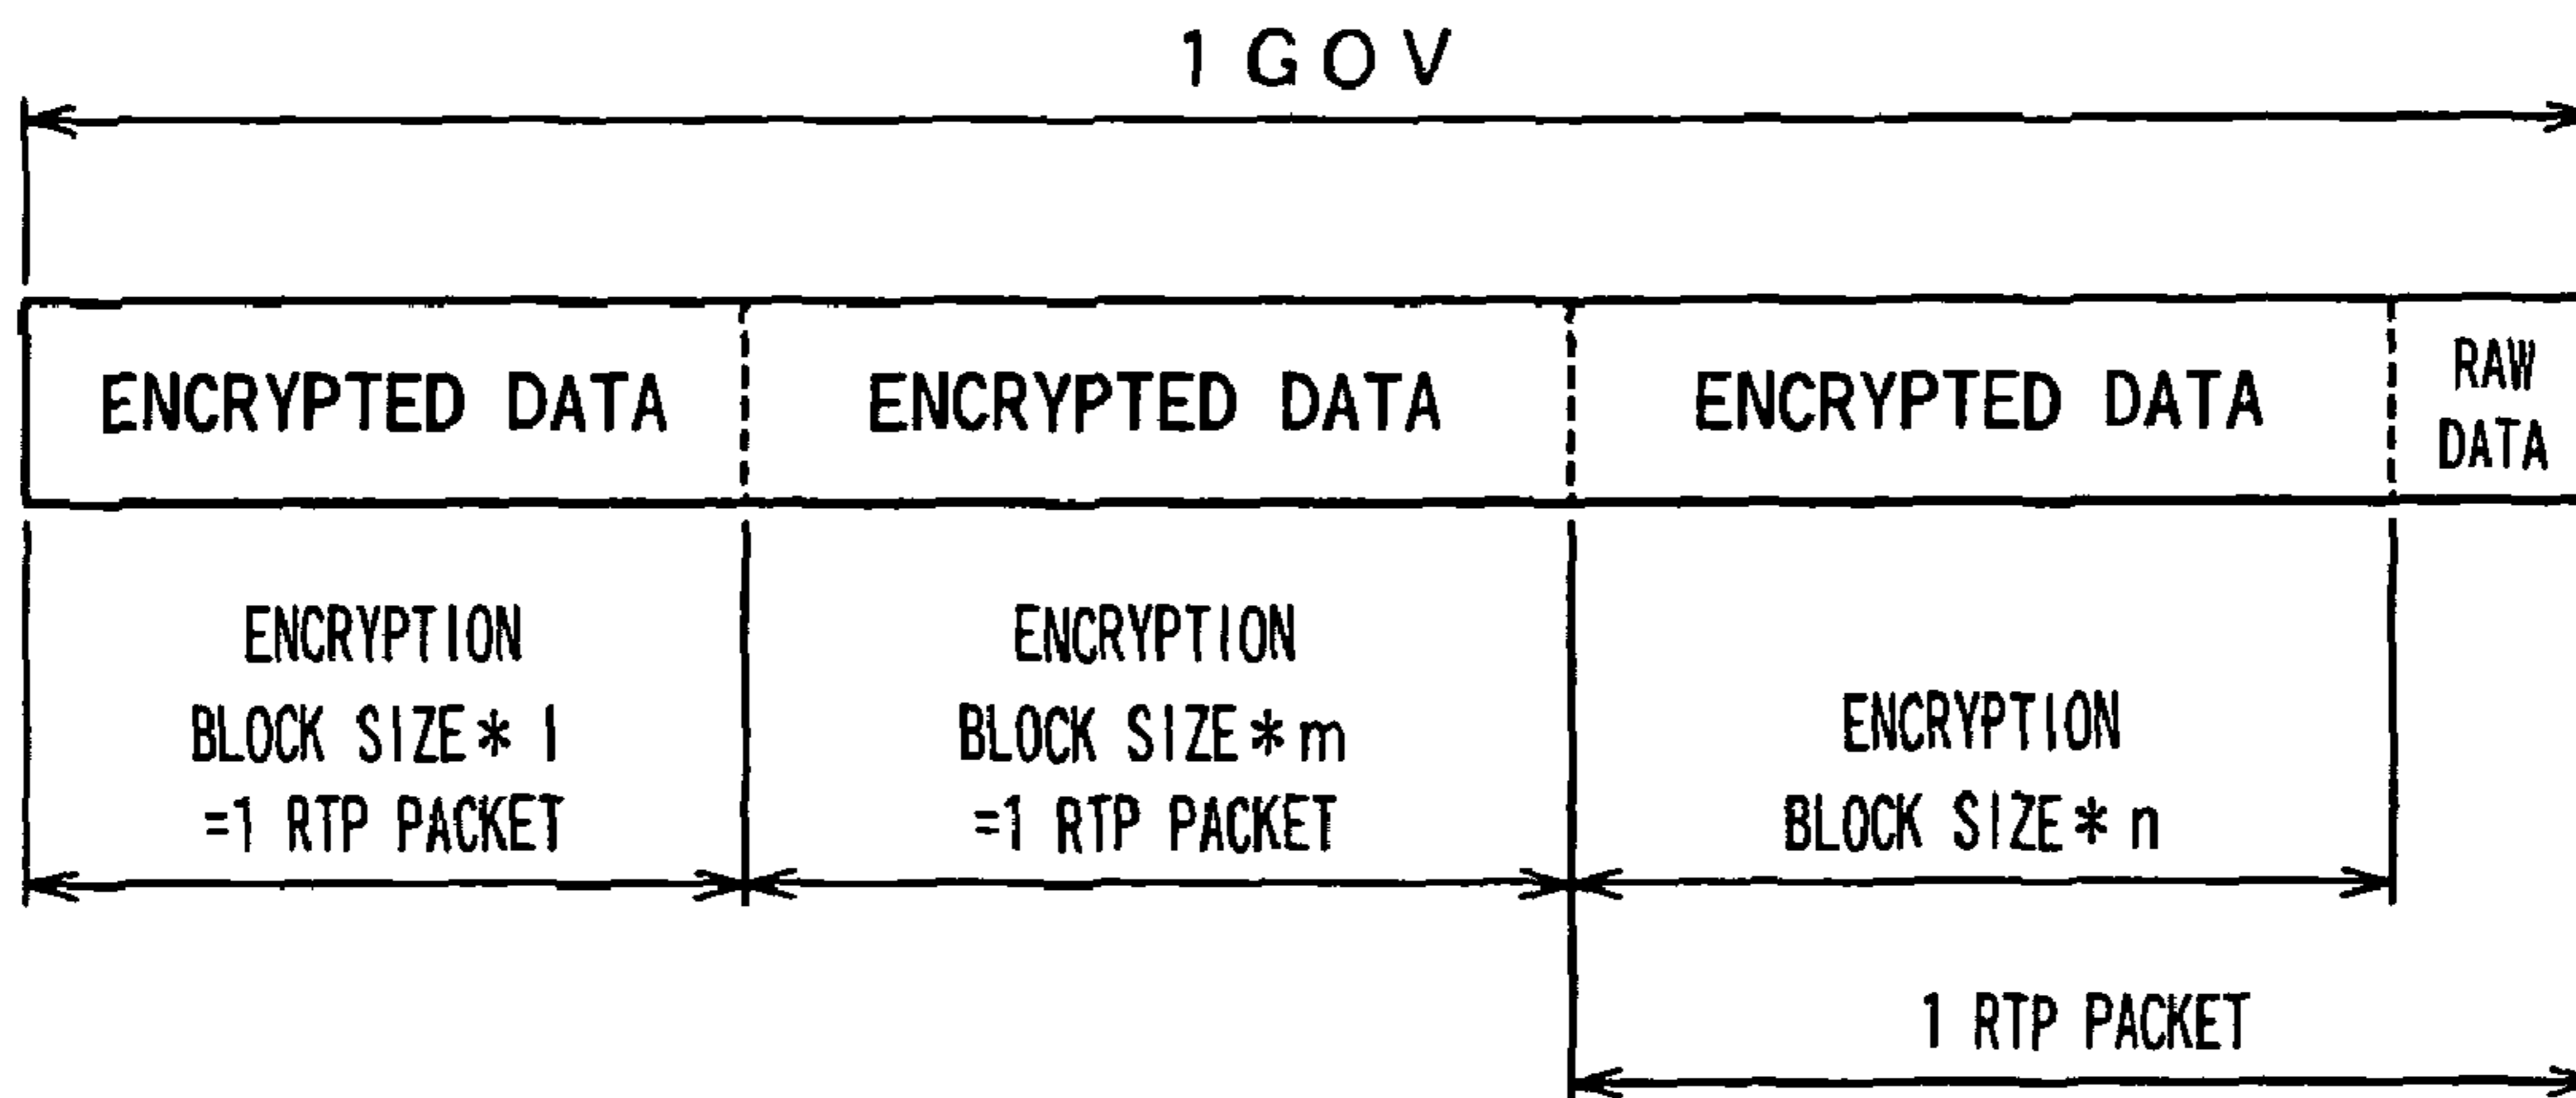 1 GOV
ENCRYPTED DATA
ENCRYPTED DATA
ENCRYPTED DATA
RAW
DATA
ENCRYPTION
BLOCK SIZE* l
=1 RTP PACKET
ENCRYPTION
BLOCK SIZE*m
=1 RTP PACKET
ENCRYPTION
BLOCK SIZE* n
1 RTP PACKET